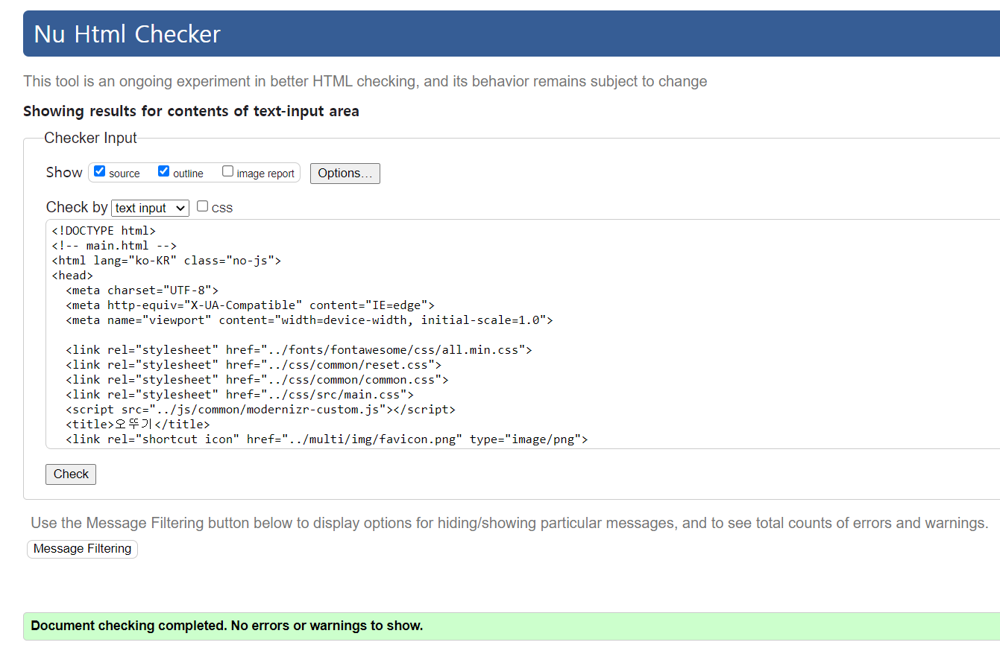 Nu Html Checker
This tool is an ongoing experiment in better HTML checking, and its behavior remains subject to change
Showing results for contents of text-input area
Checker Input
Show source outline image report Options...
Check by text input CSS
<!DOCTYPE html>
<!-- main.html -->
<html lang="ko-KR" class="no-js">
<head>
  <meta charset="UTF-8">
  <meta http-equiv="X-UA-Compatible" content="IE=edge">
  <meta name="viewport" content="width=device-width, initial-scale=1.0">
  <link rel="stylesheet" href="../fonts/fontawesome/css/all.min.css">
  <link rel="stylesheet" href="../css/common/reset.css">
  <link rel="stylesheet" href="../css/common/common.css">
  <link rel="stylesheet" href="../css/src/main.css">
  <script src="../js/common/modernizr-custom.js"></script>
  <title>오뚜기</title>
  <link rel="shortcut icon" href="../multi/img/favicon.png" type="image/png">
Check
Use the Message Filtering button below to display options for hiding/showing particular messages, and to see total counts of errors and warnings.
Message Filtering
Document checking completed. No errors or warnings to show.